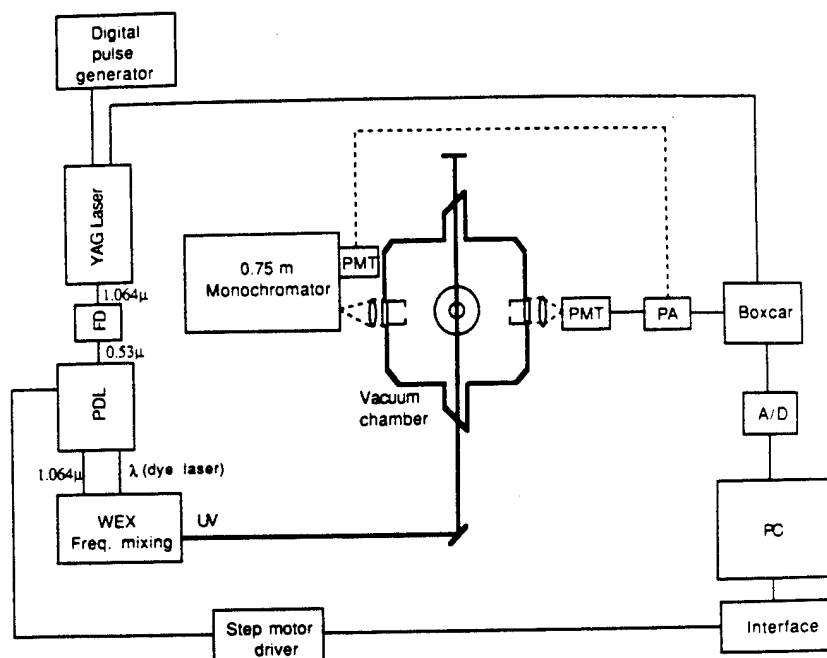 Digital
pulse
generator
YAG Laser
1.064μ
FD
0.53μ
PDL
1.064μ
λ (dye laser)
WEX
Freq. mixing
UV
0.75 m
Monochromator
PMT
Vacuum
chamber
PMT
PA
Boxcar
A/D
PC
Interface
Step motor
driver